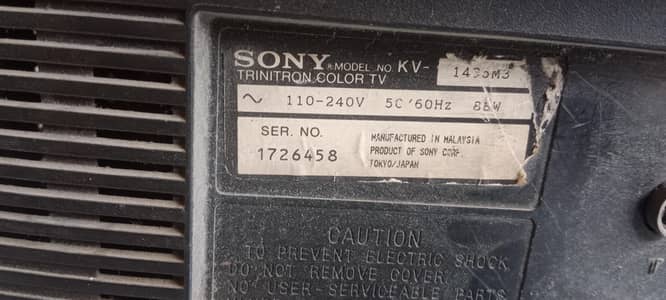 SONY® MODEL NO. KV-
TRINITRON COLOR TV
~ 110-240V 50/60Hz
SER. NO.
1726458
MANUFACTURED IN MALAYSIA
PRODUCT OF SONY CORP.
TOKYO/JAPAN
CAUTION
TO PREVENT ELECTRIC SHOCK
DO NOT REMOVE COVER.
NO USER-SERVICEABLE PARTS